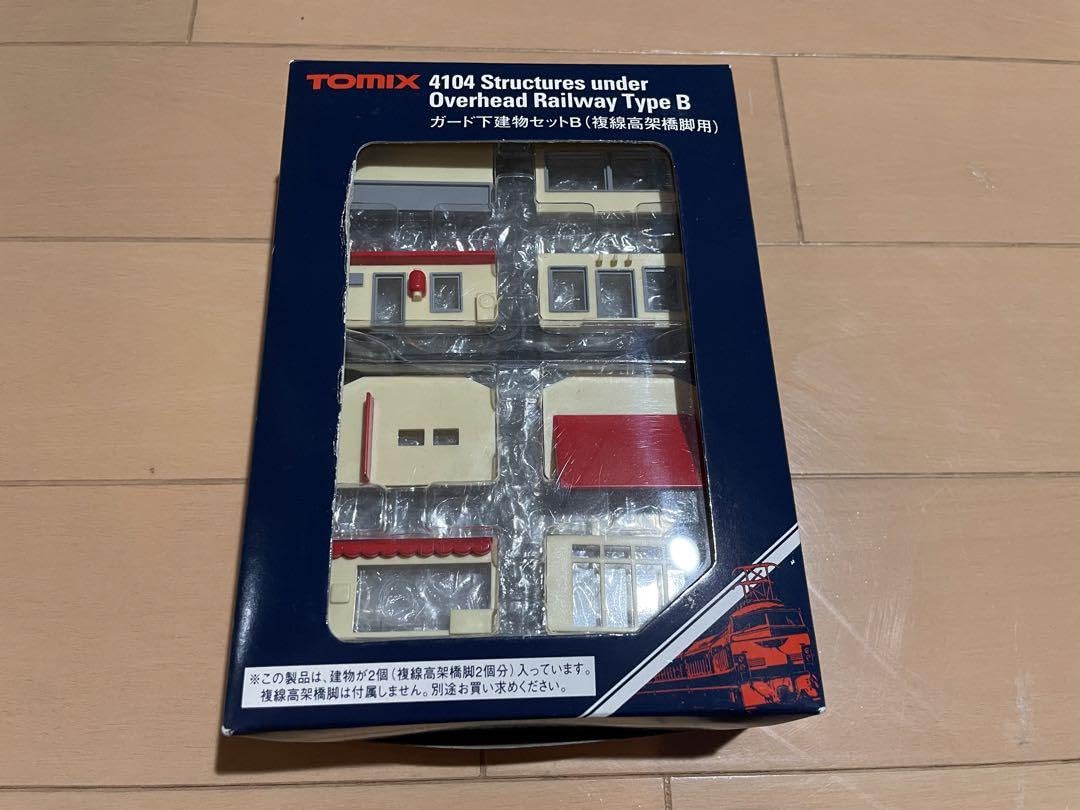 TOMIX 4104 Structures under
Overhead Railway Type B
ガード下建物セットB(複線高架橋脚用)
※この製品は、建物が2個(複線高架橋脚2個分)入っています。
複線高架橋脚は付属しません。別途お買い求めください。